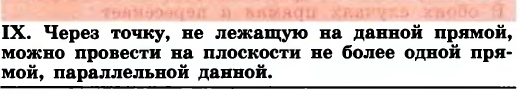 IX. Через точку, не лежащую на данной прямой,
можно провести на плоскости не более одной пря-
мой, параллельной данной.